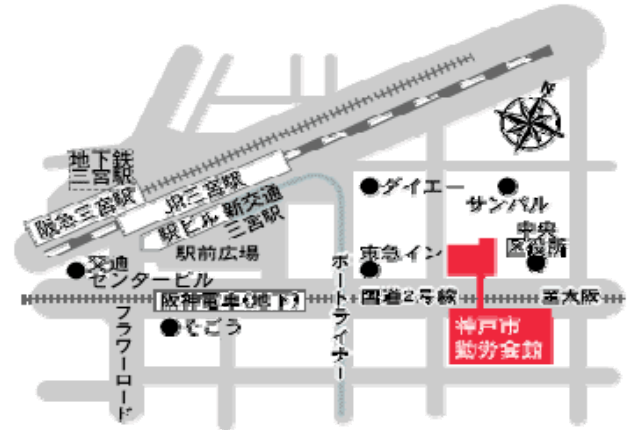 N
地下鉄
三宮駅
阪急三宮駅
JR三宮駅
駅ビル
新交通
三宮駅
駅前広場
ダイエー
サンパル
中央
区役所
東急イン
交通
センタービル
阪神電車(地下)
国道2号線
至大阪
そごう
フラワーロード
ポートライナー
神戸市
勤労会館